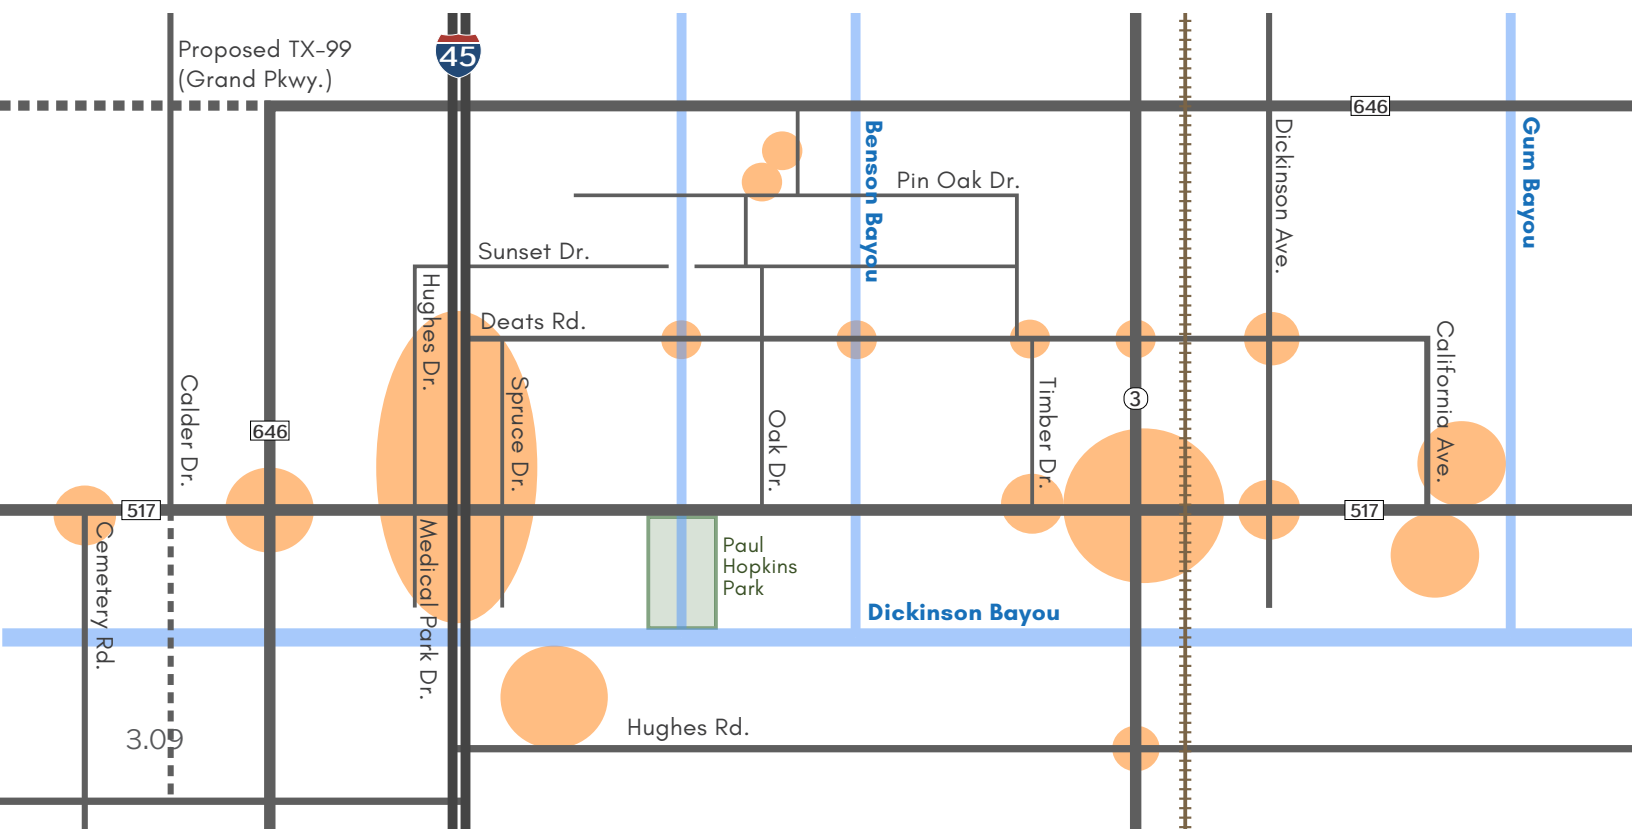 Proposed TX-99
(Grand Pkwy.)
45
646
Benson Bayou
Dickinson Ave.
Gum Bayou
Pin Oak Dr.
Sunset Dr.
Hughes Dr.
Deats Rd.
California Ave.
Calder Dr.
Spruce Dr.
Timber Dr.
3
Oak Dr.
646
517
517
Cemetery Rd.
Medical Park Dr.
Paul
Hopkins
Park
Dickinson Bayou
Hughes Rd.
3.09